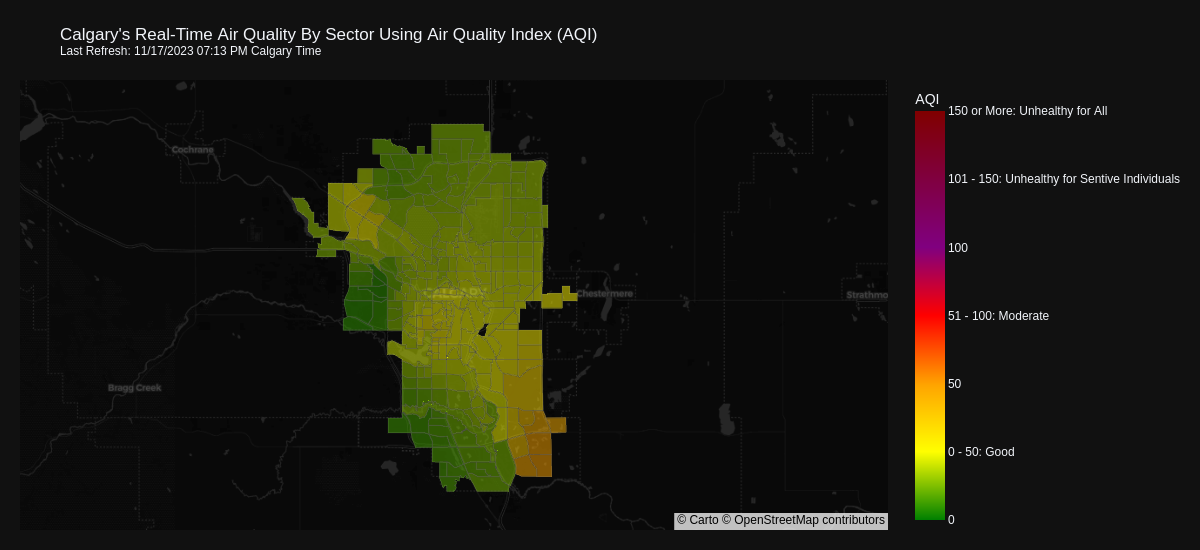 Calgary's Real-Time Air Quality By Sector Using Air Quality Index (AQI)
Last Refresh: 11/17/2023 07:13 PM Calgary Time
AQI
150 or More: Unhealthy for All
Cochrane
101 - 150: Unhealthy for Sentive Individuals
100
CALGARY
Chestermere
Strathmo
51 - 100: Moderate
Bragg Creek
50
0 - 50: Good
0
© Carto © OpenStreetMap contributors